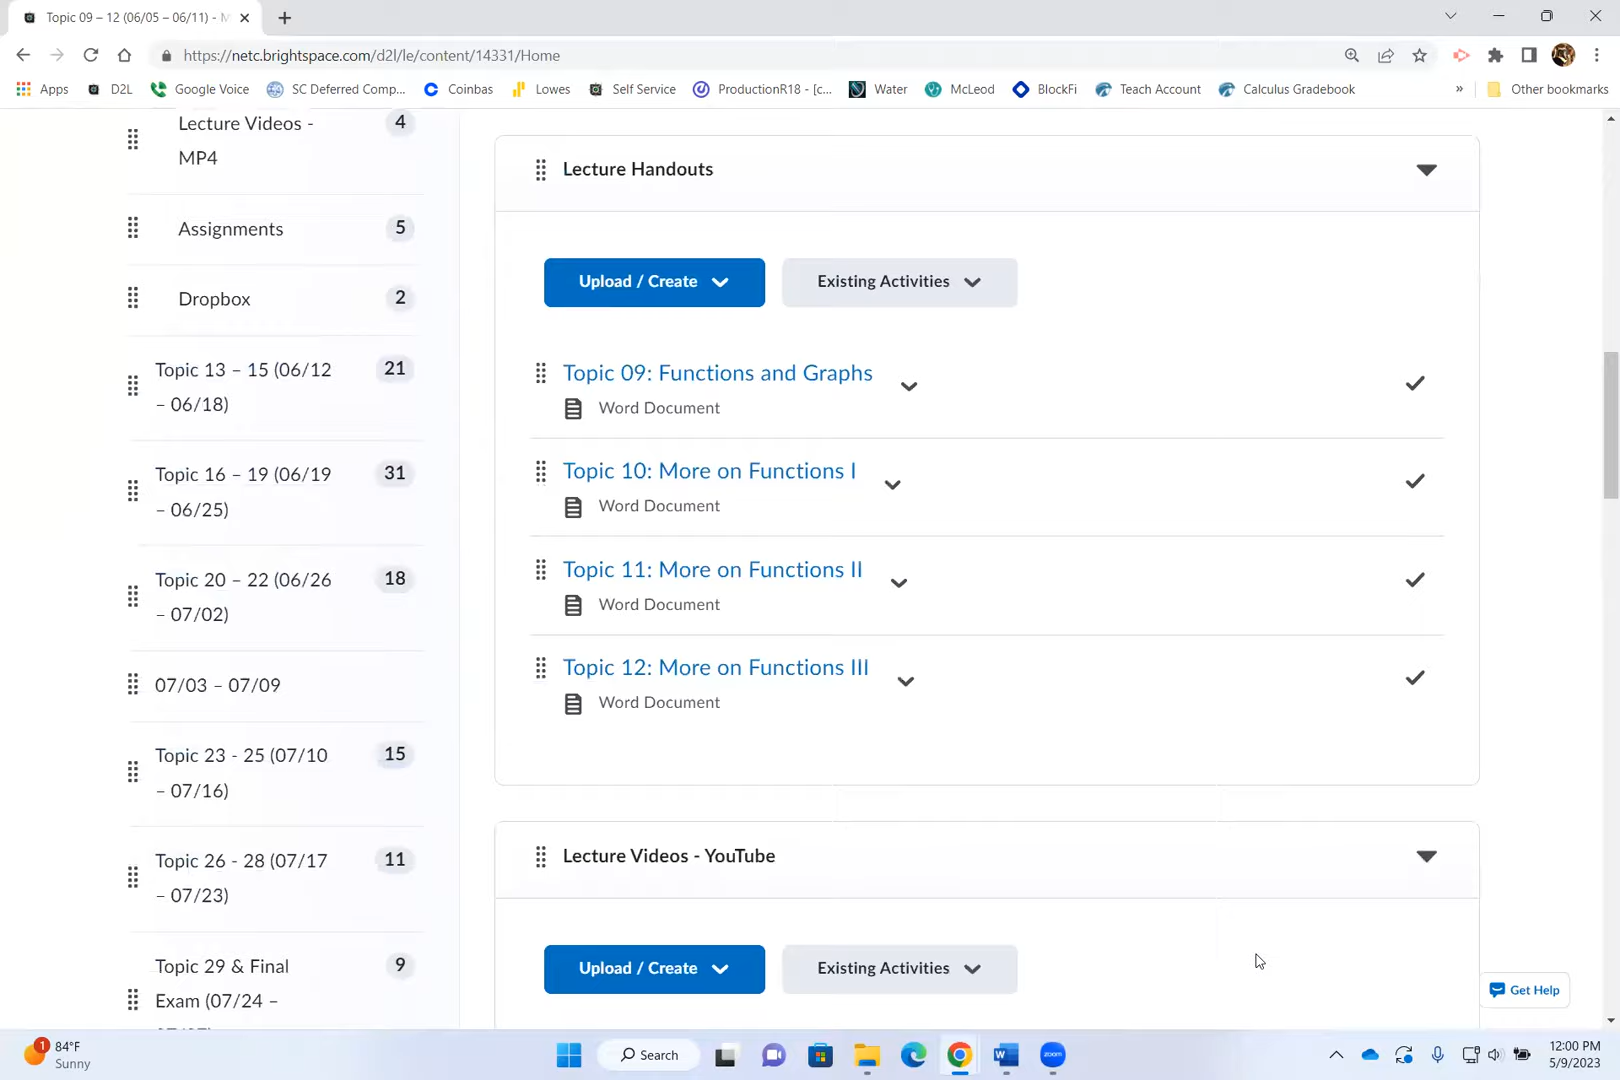 Topic 09 – 12 (06/05 – 06/11) - M
https://netc.brightspace.com/d2l/le/content/14331/Home
Apps
D2L
Google Voice
SC Deferred Comp...
Coinbas
Lowes
Self Service
ProductionR18 - [c...
Water
McLeod
BlockFi
Teach Account
Calculus Gradebook
»
Other bookmarks
Lecture Videos -
MP4
4
Assignments
5
Dropbox
2
Topic 13 – 15 (06/12
– 06/18)
21
Topic 16 – 19 (06/19
– 06/25)
31
Topic 20 – 22 (06/26
– 07/02)
18
07/03 – 07/09
Topic 23 - 25 (07/10
– 07/16)
15
Topic 26 - 28 (07/17
– 07/23)
11
Topic 29 & Final
Exam (07/24 –
9
Lecture Handouts
Upload / Create
Existing Activities
Topic 09: Functions and Graphs
Word Document
Topic 10: More on Functions I
Word Document
Topic 11: More on Functions II
Word Document
Topic 12: More on Functions III
Word Document
Lecture Videos - YouTube
Upload / Create
Existing Activities
Get Help
1
84°F
Sunny
Search
zoom
12:00 PM
5/9/2023